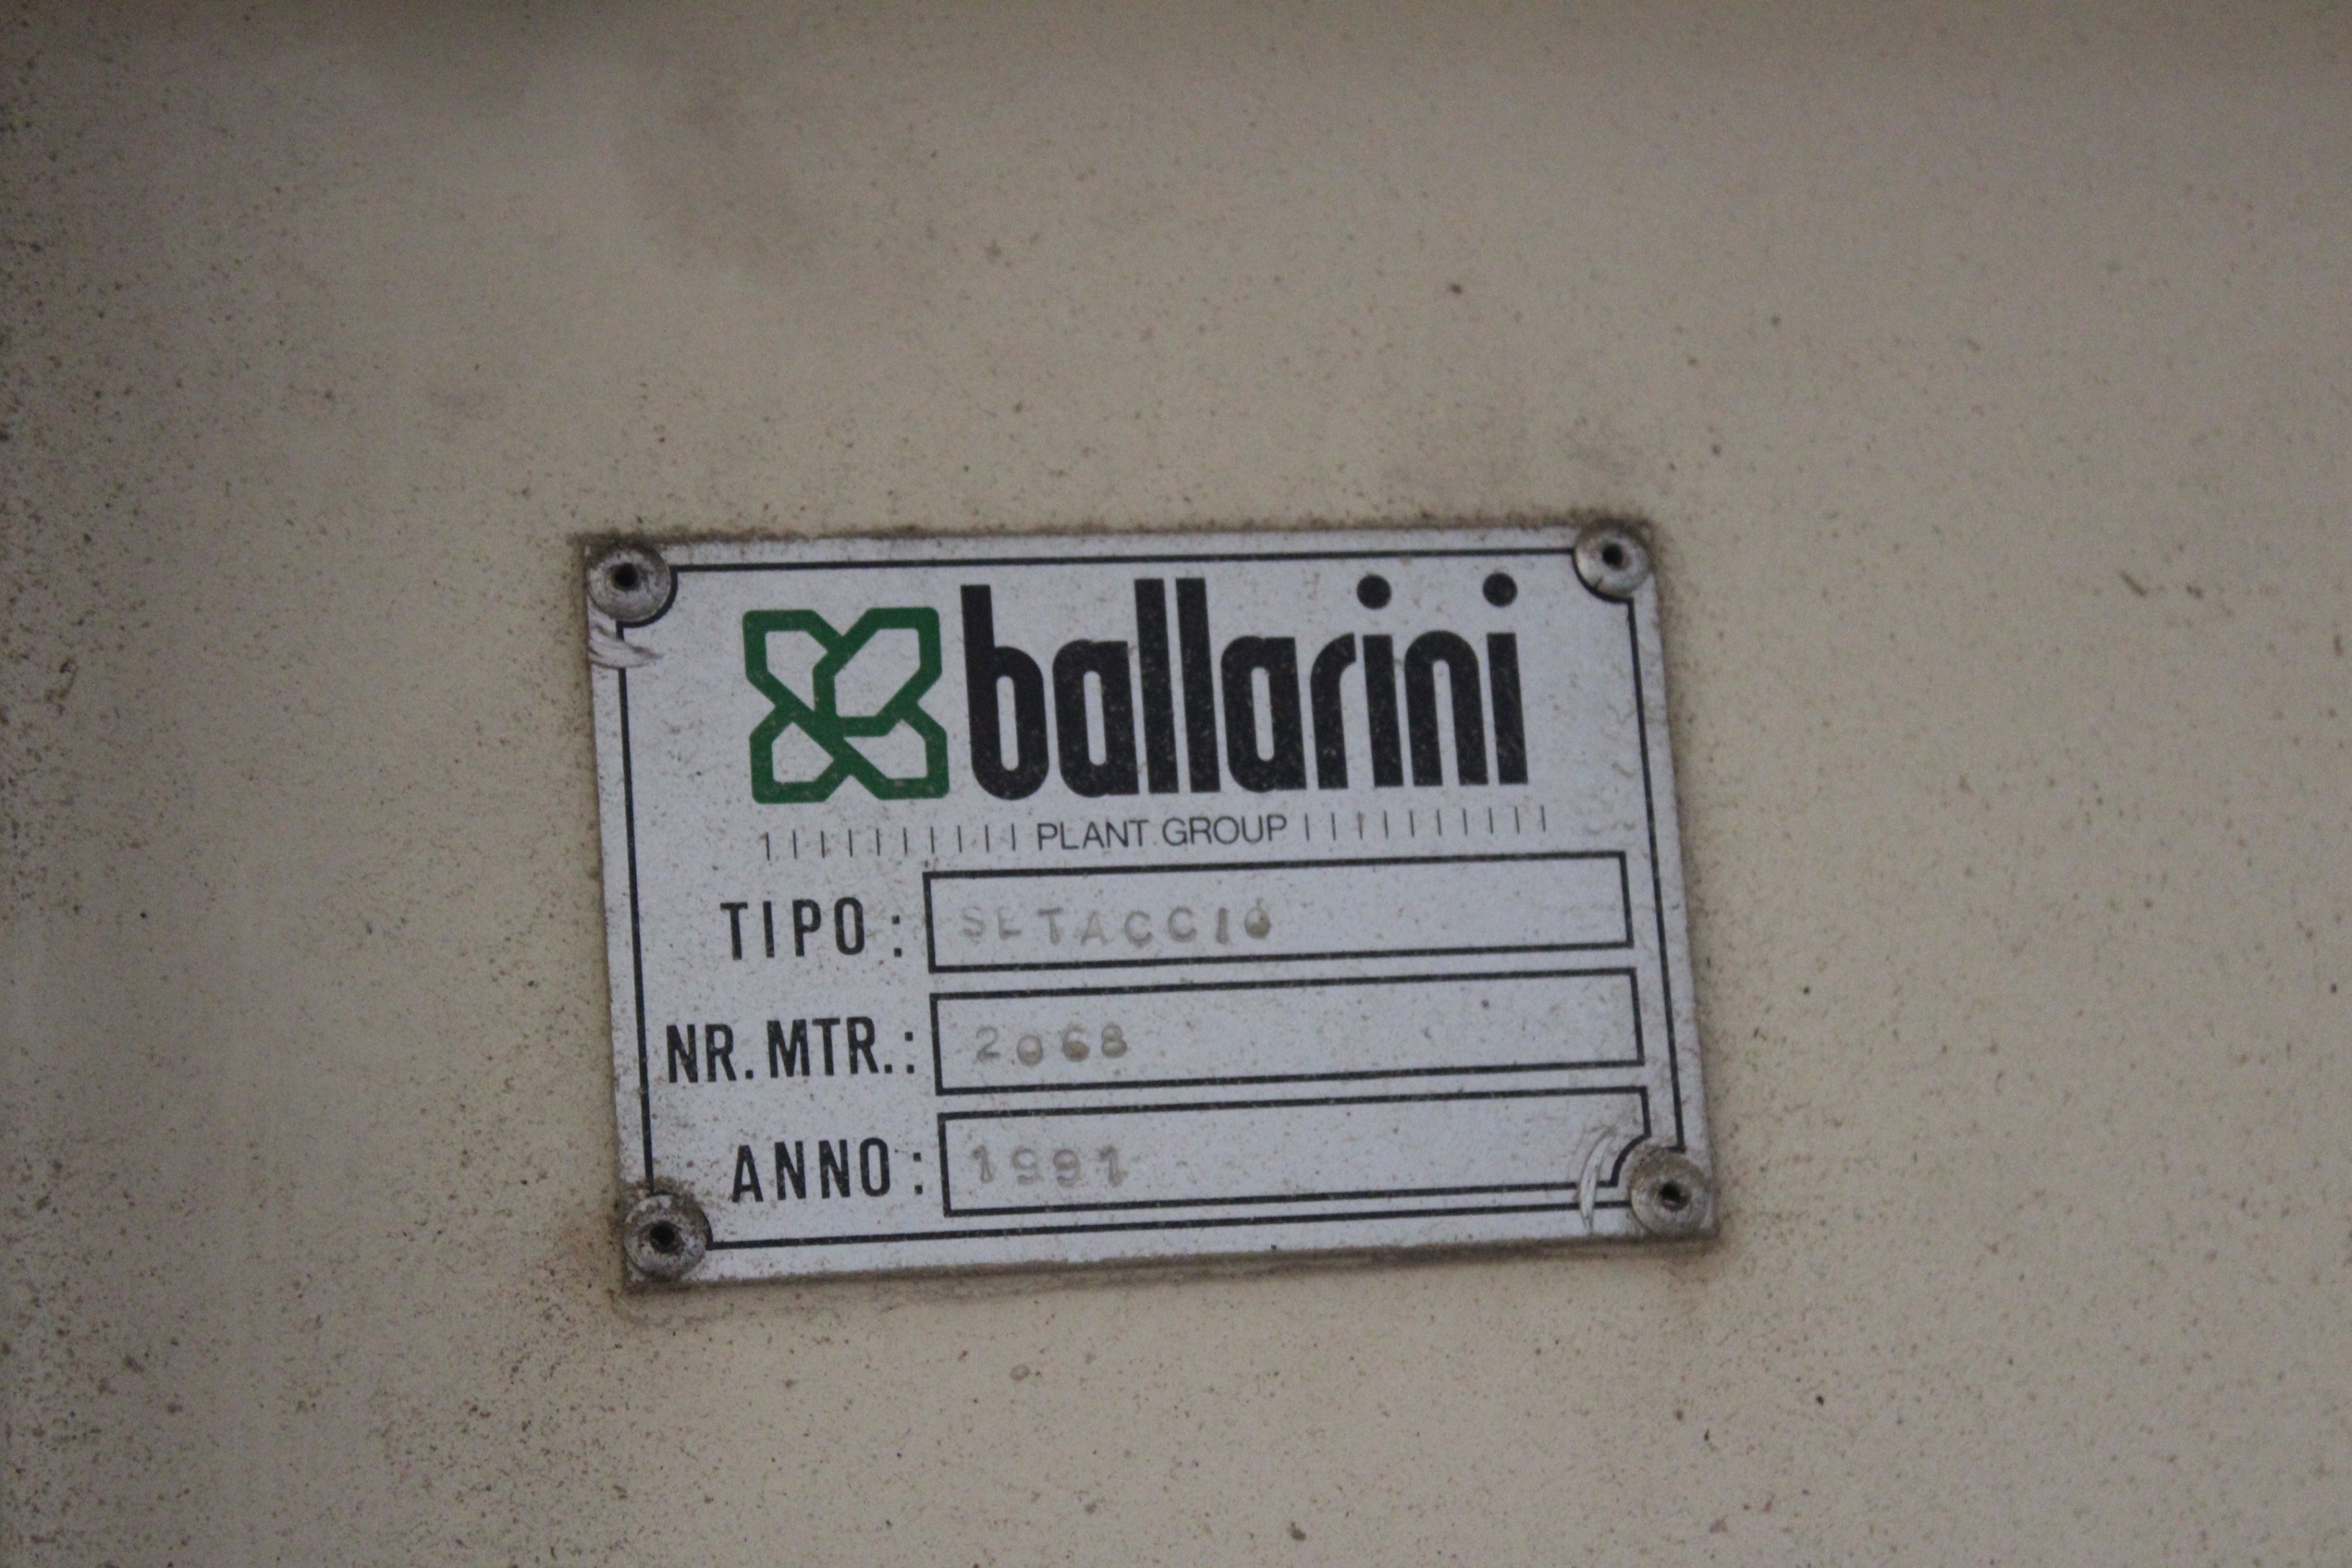 ballarini
PLANT GROUP
TIPO: SETACCIO
NR. MTR.: 2068
ANNO: 1991